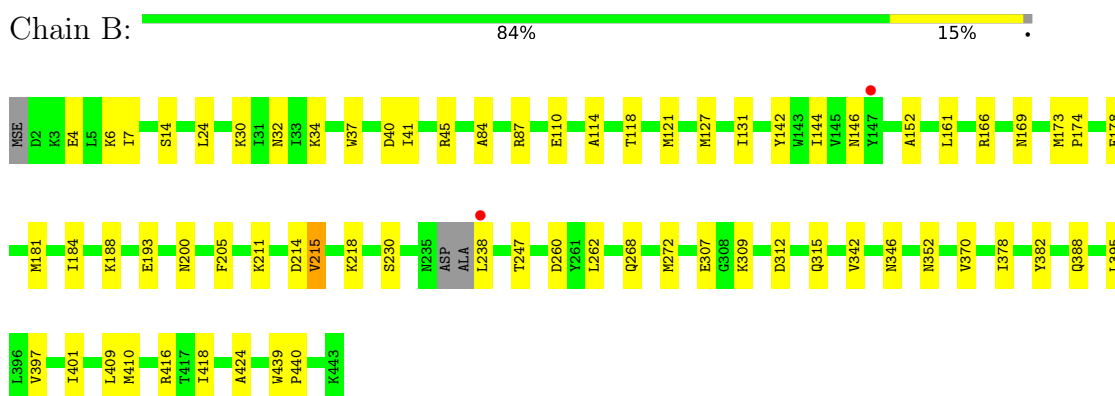 Chain B:
84% 15% •
MSE D2 K3 E4 L5 K6 I7 S14 L24 K30 I31 N32 I33 K34 W37 D40 I41 R45 A84 R87 E110 A114 T118 M121 M127 I131 Y142 W143 I144 V145 N146 Y147 A152 L161 R166 N169 M173 P174
M181 I184 K188 E193 N200 F205 K211 D214 V215 K218 S230 N235 ASP ALA L238 T247 D260 Y261 L262 Q268 M272 E307 G308 K309 D312 Q315 V342 N346 N352 V370 I378 Y382 Q388
L396 V397 I401 L409 M410 R416 T417 I418 A424 W439 P440 K443